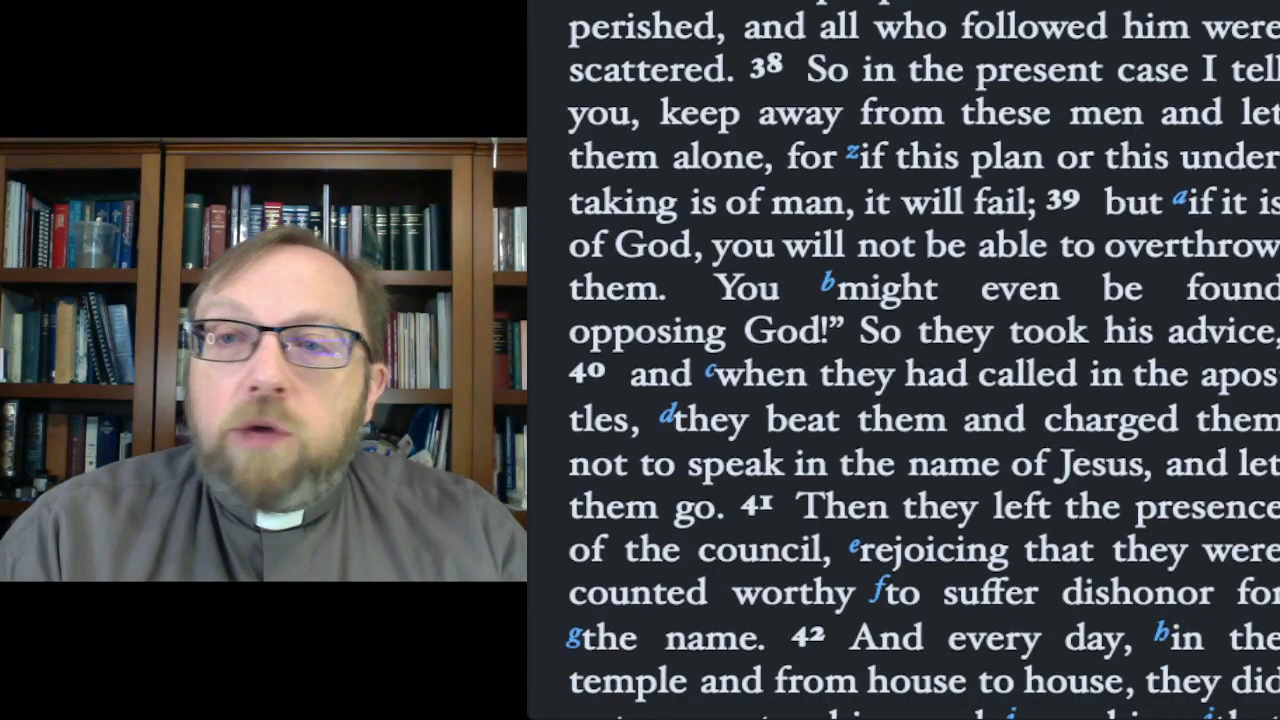 perished, and all who followed him were
scattered. 38 So in the present case I tell
you, keep away from these men and let
them alone, for zif this plan or this under
taking is of man, it will fail; 39 but aif it is
of God, you will not be able to overthrow
them. You bmight even be found
opposing God!” So they took his advice,
40 and cwhen they had called in the apos
tles, dthey beat them and charged them
not to speak in the name of Jesus, and let
them go. 41 Then they left the presence
of the council, erejoicing that they were
counted worthy fto suffer dishonor for
gthe name. 42 And every day, hin the
temple and from house to house, they did